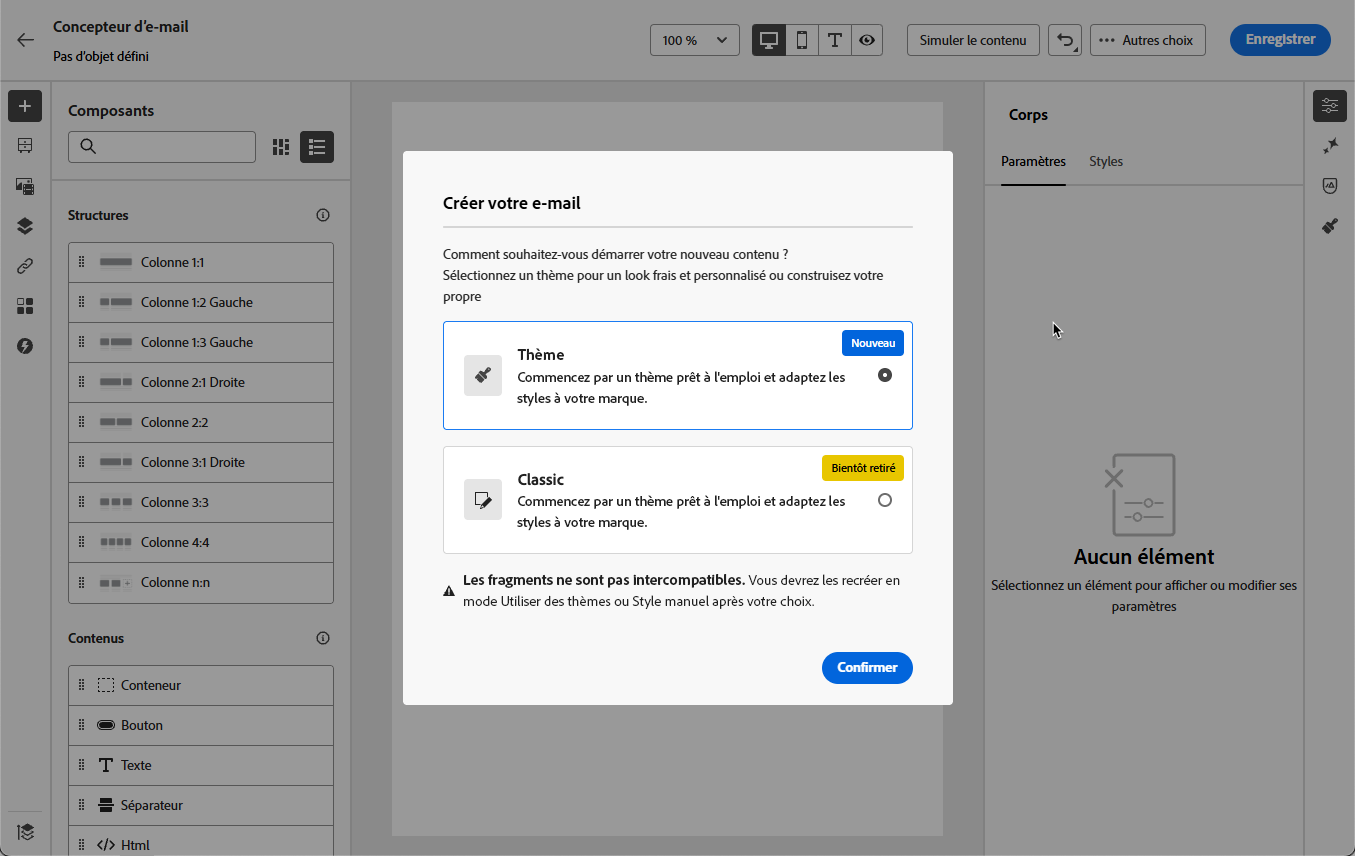 Concepteur d'e-mail
Pas d'objet défini
100 %
Simuler le contenu
Autres choix
Enregistrer
Composants
Structures
Colonne 1:1
Colonne 1:2 Gauche
Colonne 1:3 Gauche
Colonne 2:1 Droite
Colonne 2:2
Colonne 3:1 Droite
Colonne 3:3
Colonne 4:4
Colonne n:n
Contenus
Conteneur
Bouton
Texte
Séparateur
Html
Créer votre e-mail
Comment souhaitez-vous démarrer votre nouveau contenu ?
Sélectionnez un thème pour un look frais et personnalisé ou construisez votre
propre
Nouveau
Thème
Commencez par un thème prêt à l'emploi et adaptez les
styles à votre marque.
Bientôt retiré
Classic
Commencez par un thème prêt à l'emploi et adaptez les
styles à votre marque.
Les fragments ne sont pas intercompatibles. Vous devrez les recréer en
mode Utiliser des thèmes ou Style manuel après votre choix.
Confirmer
Corps
Paramètres
Styles
Aucun élément
Sélectionnez un élément pour afficher ou modifier ses
paramètres